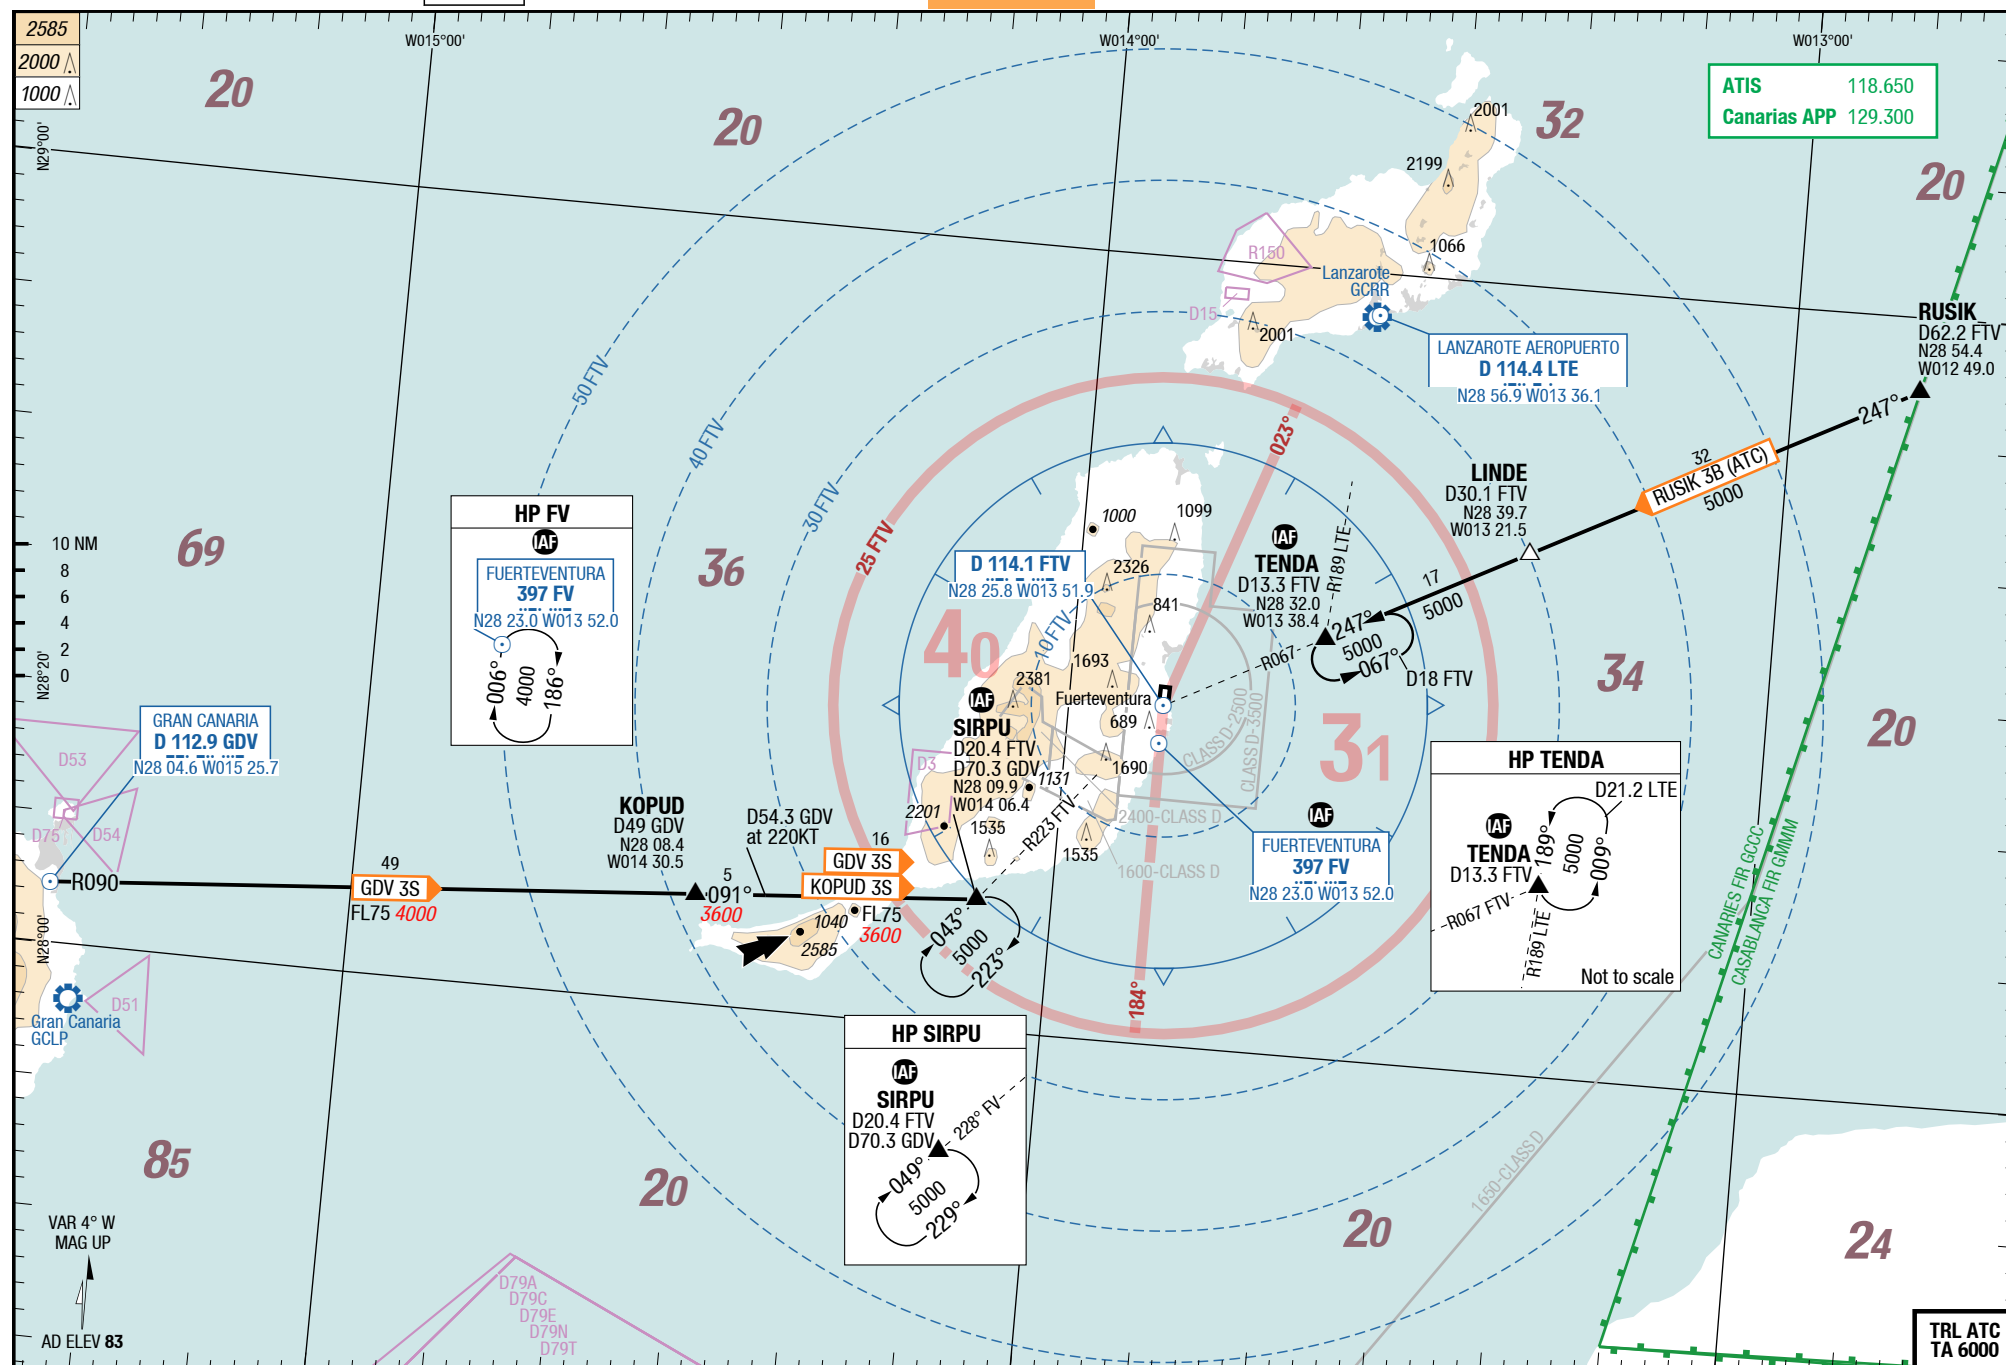 2585
2000
1000
W015°00'
W014°00'
W013°00'
20
20
32
20
ATIS 118.650
Canarias APP 129.300
N29°00'
2001
2199
1066
R150
Lanzarote
GCRR
D15
2001
LANZAROTE AEROPUERTO
D 114.4 LTE
N28 56.9 W013 36.1
RUSIK
D62.2 FTV
N28 54.4
W012 49.0
247°
32
RUSIK 3B (ATC)
5000
50 FTV
40 FTV
30 FTV
25 FTV
10 FTV
023°
LINDE
D30.1 FTV
N28 39.7
W013 21.5
17
5000
HP FV
IAF
FUERTEVENTURA
397 FV
N28 23.0 W013 52.0
006°
4000
186°
10 NM
8
6
4
2
0
N28°20'
69
36
40
31
34
20
1000
1099
D 114.1 FTV
N28 25.8 W013 51.9
2326
841
1693
2381
Fuerteventura
689
1690
IAF
TENDA
D13.3 FTV
N28 32.0
W013 38.4
R189 LTE
R067
247°
5000
067°
D18 FTV
CLASS D-2500
CLASS D-3500
2400-CLASS D
1600-CLASS D
IAF
SIRPU
D20.4 FTV
D70.3 GDV
N28 09.9
W014 06.4
D3
2201
1131
1535
1535
R223 FTV
IAF
FUERTEVENTURA
397 FV
N28 23.0 W013 52.0
HP TENDA
D21.2 LTE
IAF
TENDA
D13.3 FTV
189°
5000
009°
R067 FTV
R189 LTE
Not to scale
GRAN CANARIA
D 112.9 GDV
N28 04.6 W015 25.7
D53
D75
D54
R090
49
GDV 3S
FL75 4000
KOPUD
D49 GDV
N28 08.4
W014 30.5
5
091°
3600
D54.3 GDV
at 220KT
16
GDV 3S
KOPUD 3S
FL75
3600
1040
2585
043°
5000
223°
184°
N28°00'
D51
Gran Canaria
GCLP
HP SIRPU
IAF
SIRPU
D20.4 FTV
D70.3 GDV
228° FV
049°
5000
229°
CANARIES FIR GCCC
CASABLANCA FIR GMMM
1650-CLASS D
85
20
20
24
VAR 4° W
MAG UP
AD ELEV 83
D79A
D79C
D79E
D79N
D79T
TRL ATC
TA 6000